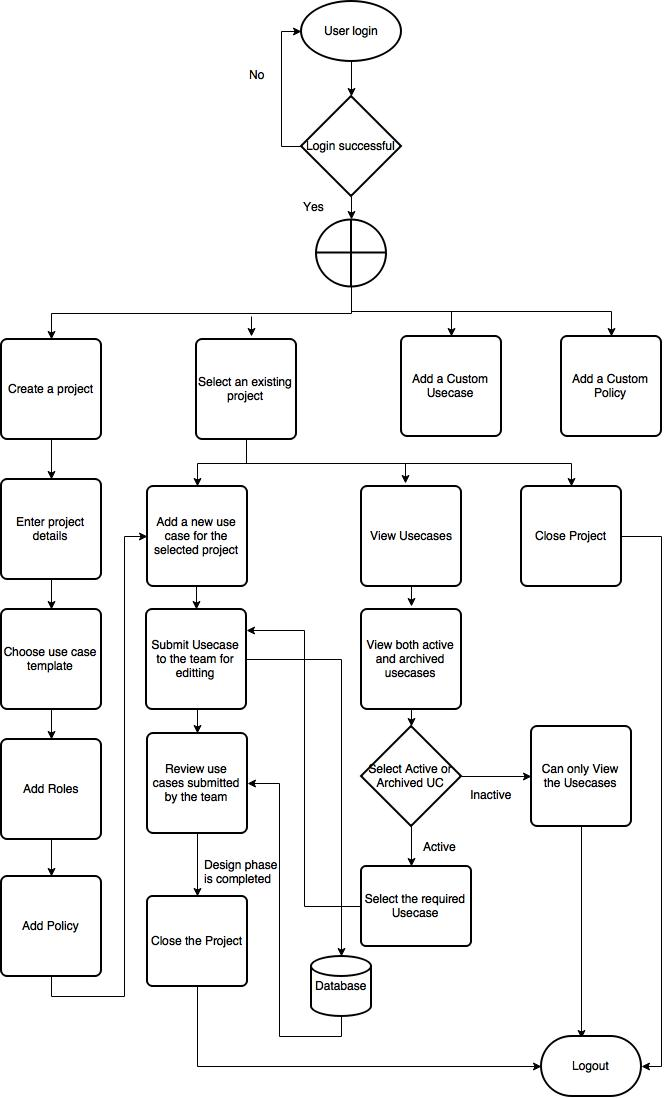 User login
No
Login successful
Yes
Create a project
Select an existing
project
Add a Custom
Usecase
Add a Custom
Policy
Enter project
details
Add a new use
case for the
selected project
View Usecases
Close Project
Choose use case
template
Submit Usecase
to the team for
editting
View both active
and archived
usecases
Add Roles
Review use
cases submitted
by the team
Select Active or
Archived UC
Inactive
Can only View
the Usecases
Active
Design phase
is completed
Add Policy
Select the required
Usecase
Close the Project
Database
Logout